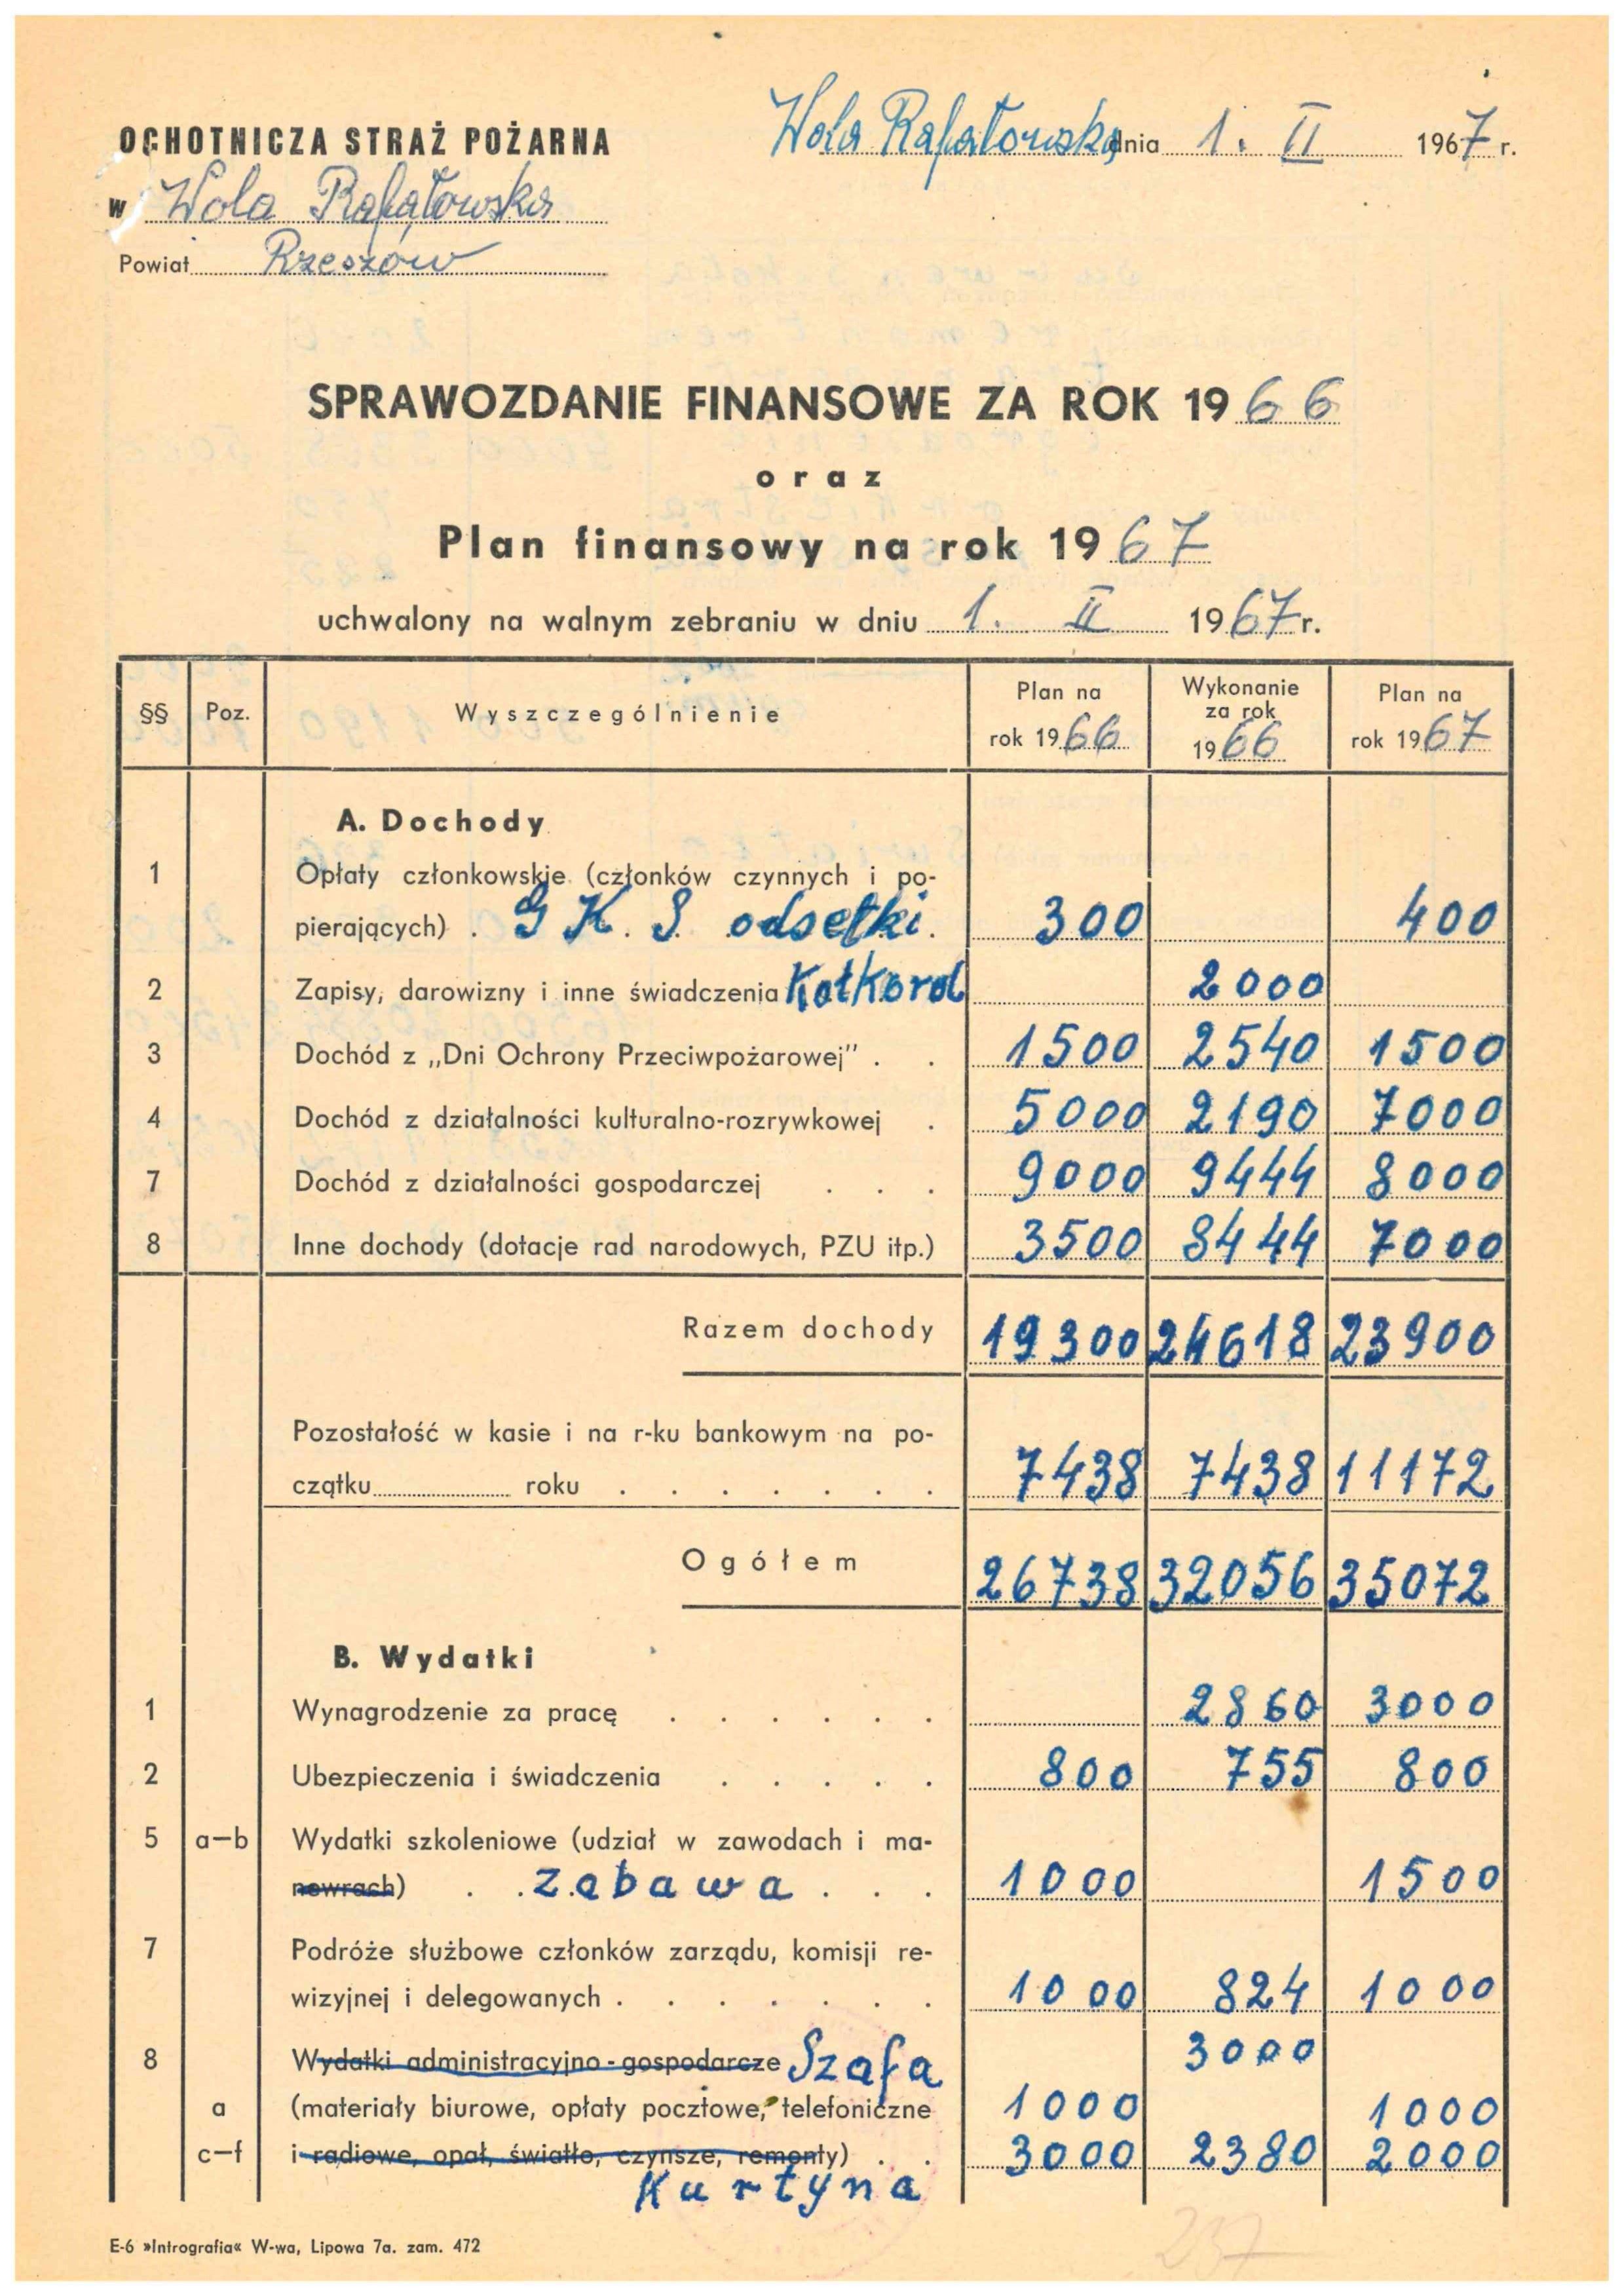 Wola Rafałowska dnia 1. II 1967 r.
OCHOTNICZA STRAŻ POŻARNA
w Wola Rafałowska
Powiat Rzeszów
SPRAWOZDANIE FINANSOWE ZA ROK 1966
oraz
Plan finansowy na rok 1967
uchwalony na walnym zebraniu w dniu 1. II 1967 r.
§§ Poz. Wyszczególnienie Plan na rok 1966 Wykonanie za rok 1966 Plan na rok 1967
A. Dochody
1 Opłaty członkowskie (członków czynnych i po-
pierających) . G K. S. odsetki. 300 400
2 Zapisy, darowizny i inne świadczenia 2000
3 Dochód z „Dni Ochrony Przeciwpożarowej" . . 1500 2540 1500
4 Dochód z działalności kulturalno-rozrywkowej . 5000 2190 7000
7 Dochód z działalności gospodarczej . . . 9000 9444 8000
8 Inne dochody (dotacje rad narodowych, PZU itp.) 3500 8444 7000
Razem dochody 19300 24618 23900
Pozostałość w kasie i na r-ku bankowym na po-
czątku roku . . . . . . . 7438 7438 11172
Ogółem 26738 32056 35072
B. Wydatki
1 Wynagrodzenie za pracę . . . . . . 2860 3000
2 Ubezpieczenia i świadczenia . . . . . 800 755 800
5 a–b Wydatki szkoleniowe (udział w zawodach i ma-
newrach) . . zabawa . . . 1000 1500
7 Podróże służbowe członków zarządu, komisji re-
wizyjnej i delegowanych . . . . . . . 1000 824 1000
8 Wydatki administracyjno-gospodarcze Szafa 3000
a (materiały biurowe, opłaty pocztowe, telefoniczne 1000 1000
c–f i radiowe, opał, światło, czynsze, remonty) . . 3000 2380 2000
Kurtyna
E-6 »Intrografia« W-wa, Lipowa 7a. zam. 472
237